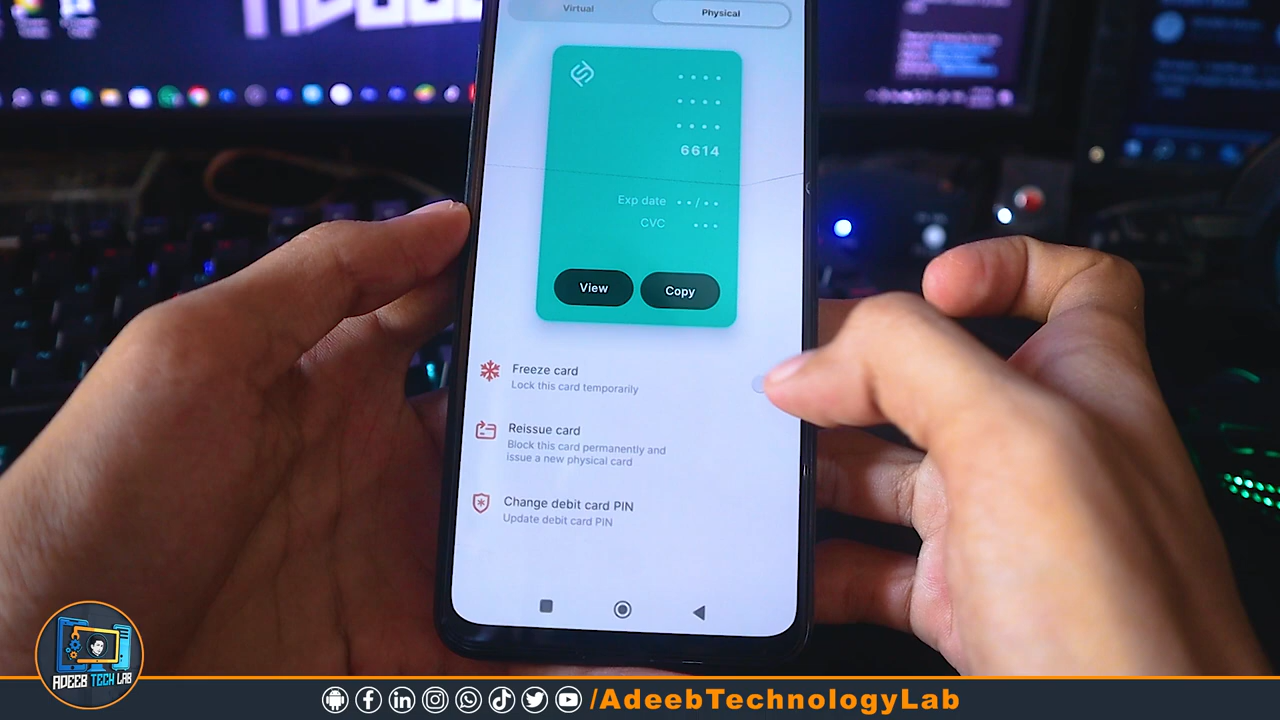 Virtual
Physical
• • • •
• • • •
• • • •
6614
Exp date • • / • •
CVC • • •
View
Copy
Freeze card
Lock this card temporarily
Reissue card
Block this card permanently and
issue a new physical card
Change debit card PIN
Update debit card PIN
ADEEB TECH LAB
/AdeebTechnologyLab